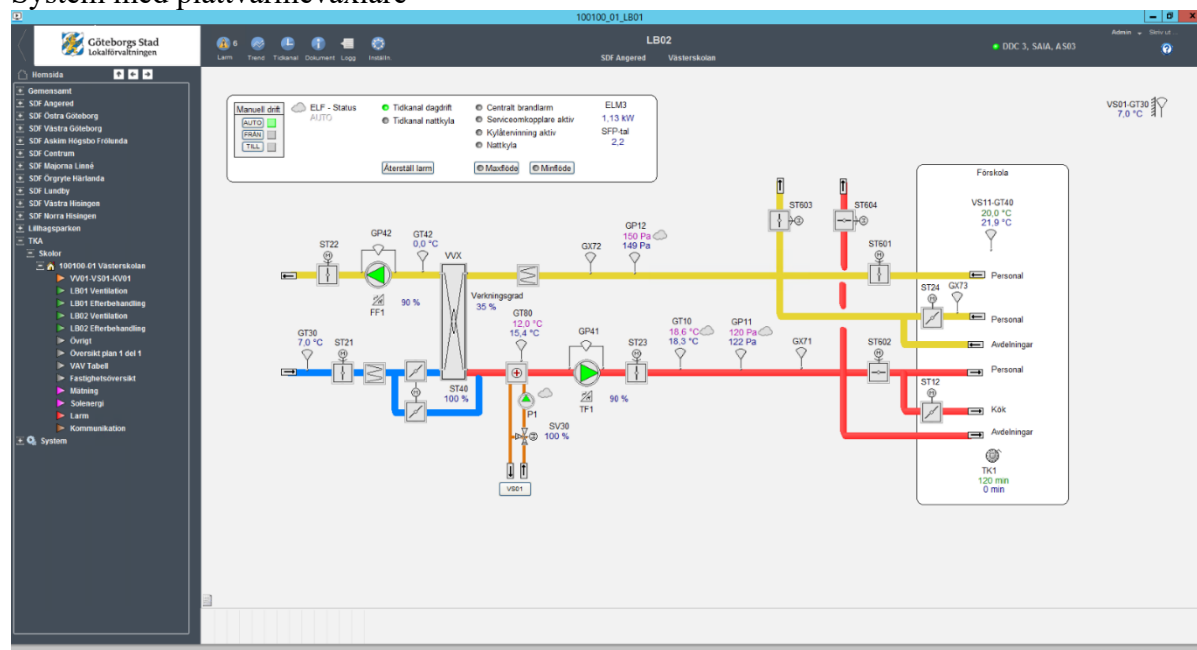 System med plattvärmeväxlare
100100_01_LB01
Göteborgs Stad
Lokalförvaltningen
6
Larm Trend Tidkanal Dokument Logg Inställn.
LB02
SDF Angered Västerskolan
DDC 3, SAIA, AS03
Admin Skriv ut ...
Hemsida
Gemensamt
SDF Angered
SDF Östra Göteborg
SDF Västra Göteborg
SDF Askim Högsbo Frölunda
SDF Centrum
SDF Majorna Linné
SDF Örgryte Härlanda
SDF Lundby
SDF Västra Hisingen
SDF Norra Hisingen
Lillhagsparken
TKA
Skolor
100100-01 Västerskolan
VV01-VS01-KV01
LB01 Ventilation
LB01 Efterbehandling
LB02 Ventilation
LB02 Efterbehandling
Övrigt
Översikt plan 1 del 1
VAV Tabell
Fastighetsöversikt
Mätning
Solenergi
Larm
Kommunikation
System
Manuell drift
AUTO
FRÅN
TILL
ELF - Status
AUTO
Tidkanal dagdrift
Tidkanal nattkyla
Centralt brandlarm
Serviceomkopplare aktiv
Kylåtervinning aktiv
Nattkyla
ELM3
1,13 kW
SFP-tal
2,2
Återställ larm
Maxflöde
Minflöde
VS01-GT30
7,0 °C
Förskola
VS11-GT40
20,0 °C
21,9 °C
ST603
ST604
ST22
GP42
GT42
0,0 °C
VVX
GX72
GP12
150 Pa
149 Pa
ST601
Personal
FF1
90 %
Verkningsgrad
35 %
ST24
GX73
Personal
Avdelningar
GT30
7,0 °C
ST21
GT80
12,0 °C
15,4 °C
GP41
ST23
GT10
18,6 °C
18,3 °C
GP11
120 Pa
122 Pa
GX71
ST602
Personal
ST40
100 %
P1
TF1
90 %
ST12
Kök
SV30
100 %
Avdelningar
VS01
TK1
120 min
0 min